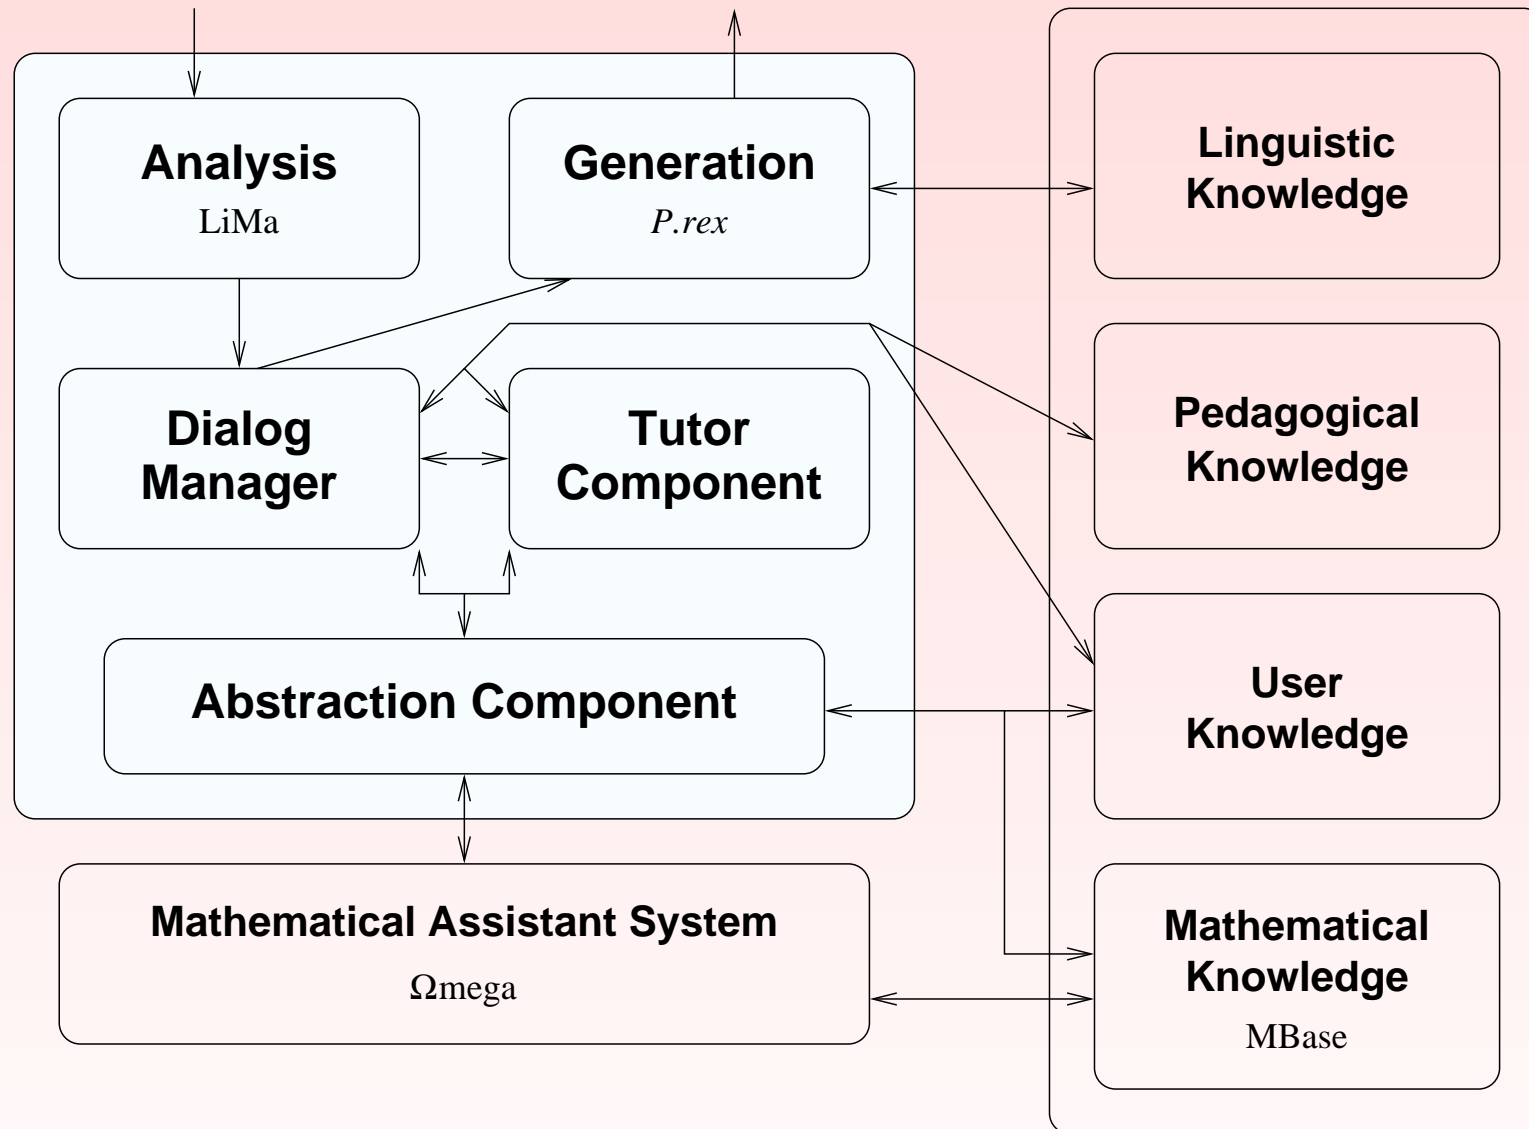 Analysis
LiMa
Generation
P.rex
Linguistic
Knowledge
Dialog
Manager
Tutor
Component
Pedagogical
Knowledge
Abstraction Component
User
Knowledge
Mathematical Assistant System
Ωmega
Mathematical
Knowledge
MBase